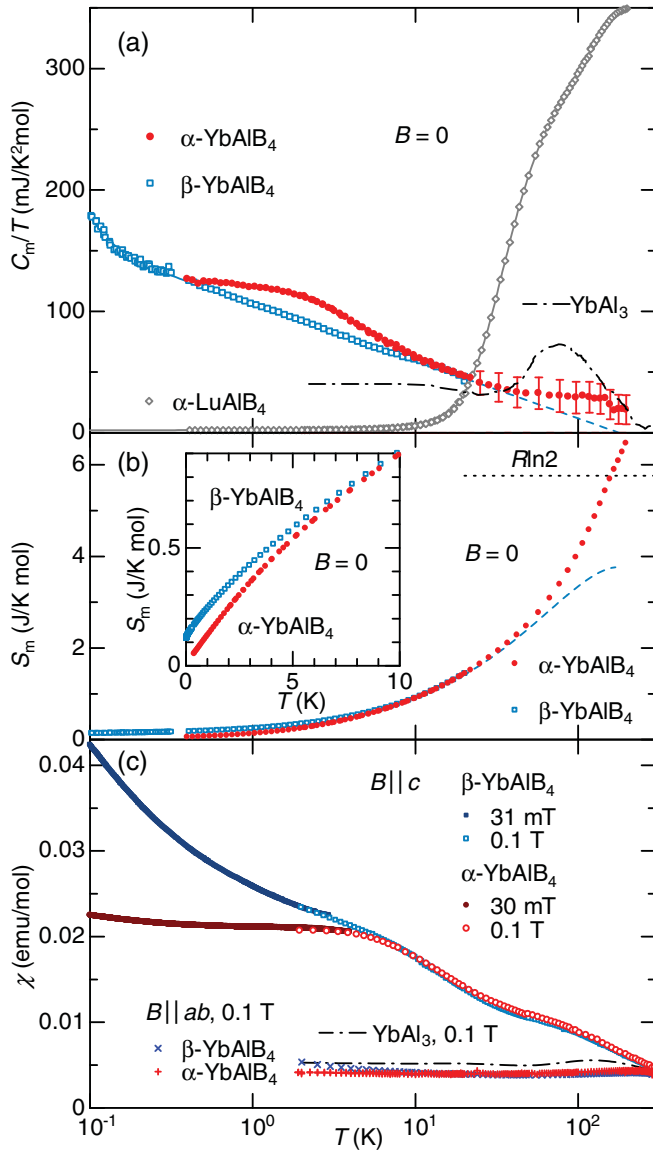 (a)
300
200
100
0
C_m/T (mJ/K²mol)
α-YbAlB₄
β-YbAlB₄
B = 0
YbAl₃
α-LuAlB₄
(b)
6
4
2
0
S_m (J/K mol)
Rln2
B = 0
α-YbAlB₄
β-YbAlB₄
β-YbAlB₄
B = 0
α-YbAlB₄
0.5
0
S_m (J/K mol)
0 5 10
T (K)
(c)
0.04
0.03
0.02
0.01
0
χ (emu/mol)
B||c
β-YbAlB₄
31 mT
0.1 T
α-YbAlB₄
30 mT
0.1 T
B||ab, 0.1 T
β-YbAlB₄
α-YbAlB₄
YbAl₃, 0.1 T
10⁻¹ 10⁰ 10¹ 10²
T (K)